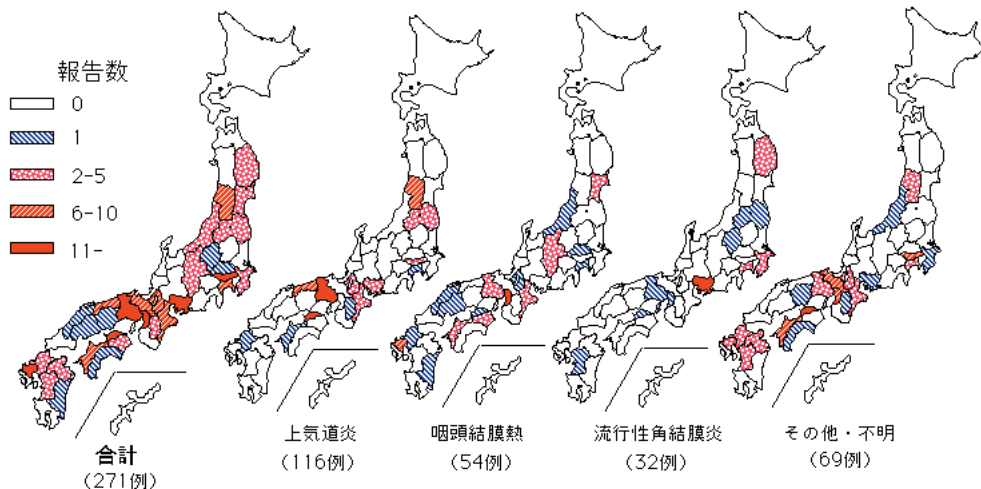 報告数
0
1
2-5
6-10
11-
合計
(271例)
上気道炎
(116例)
咽頭結膜熱
(54例)
流行性角結膜炎
(32例)
その他・不明
(69例)